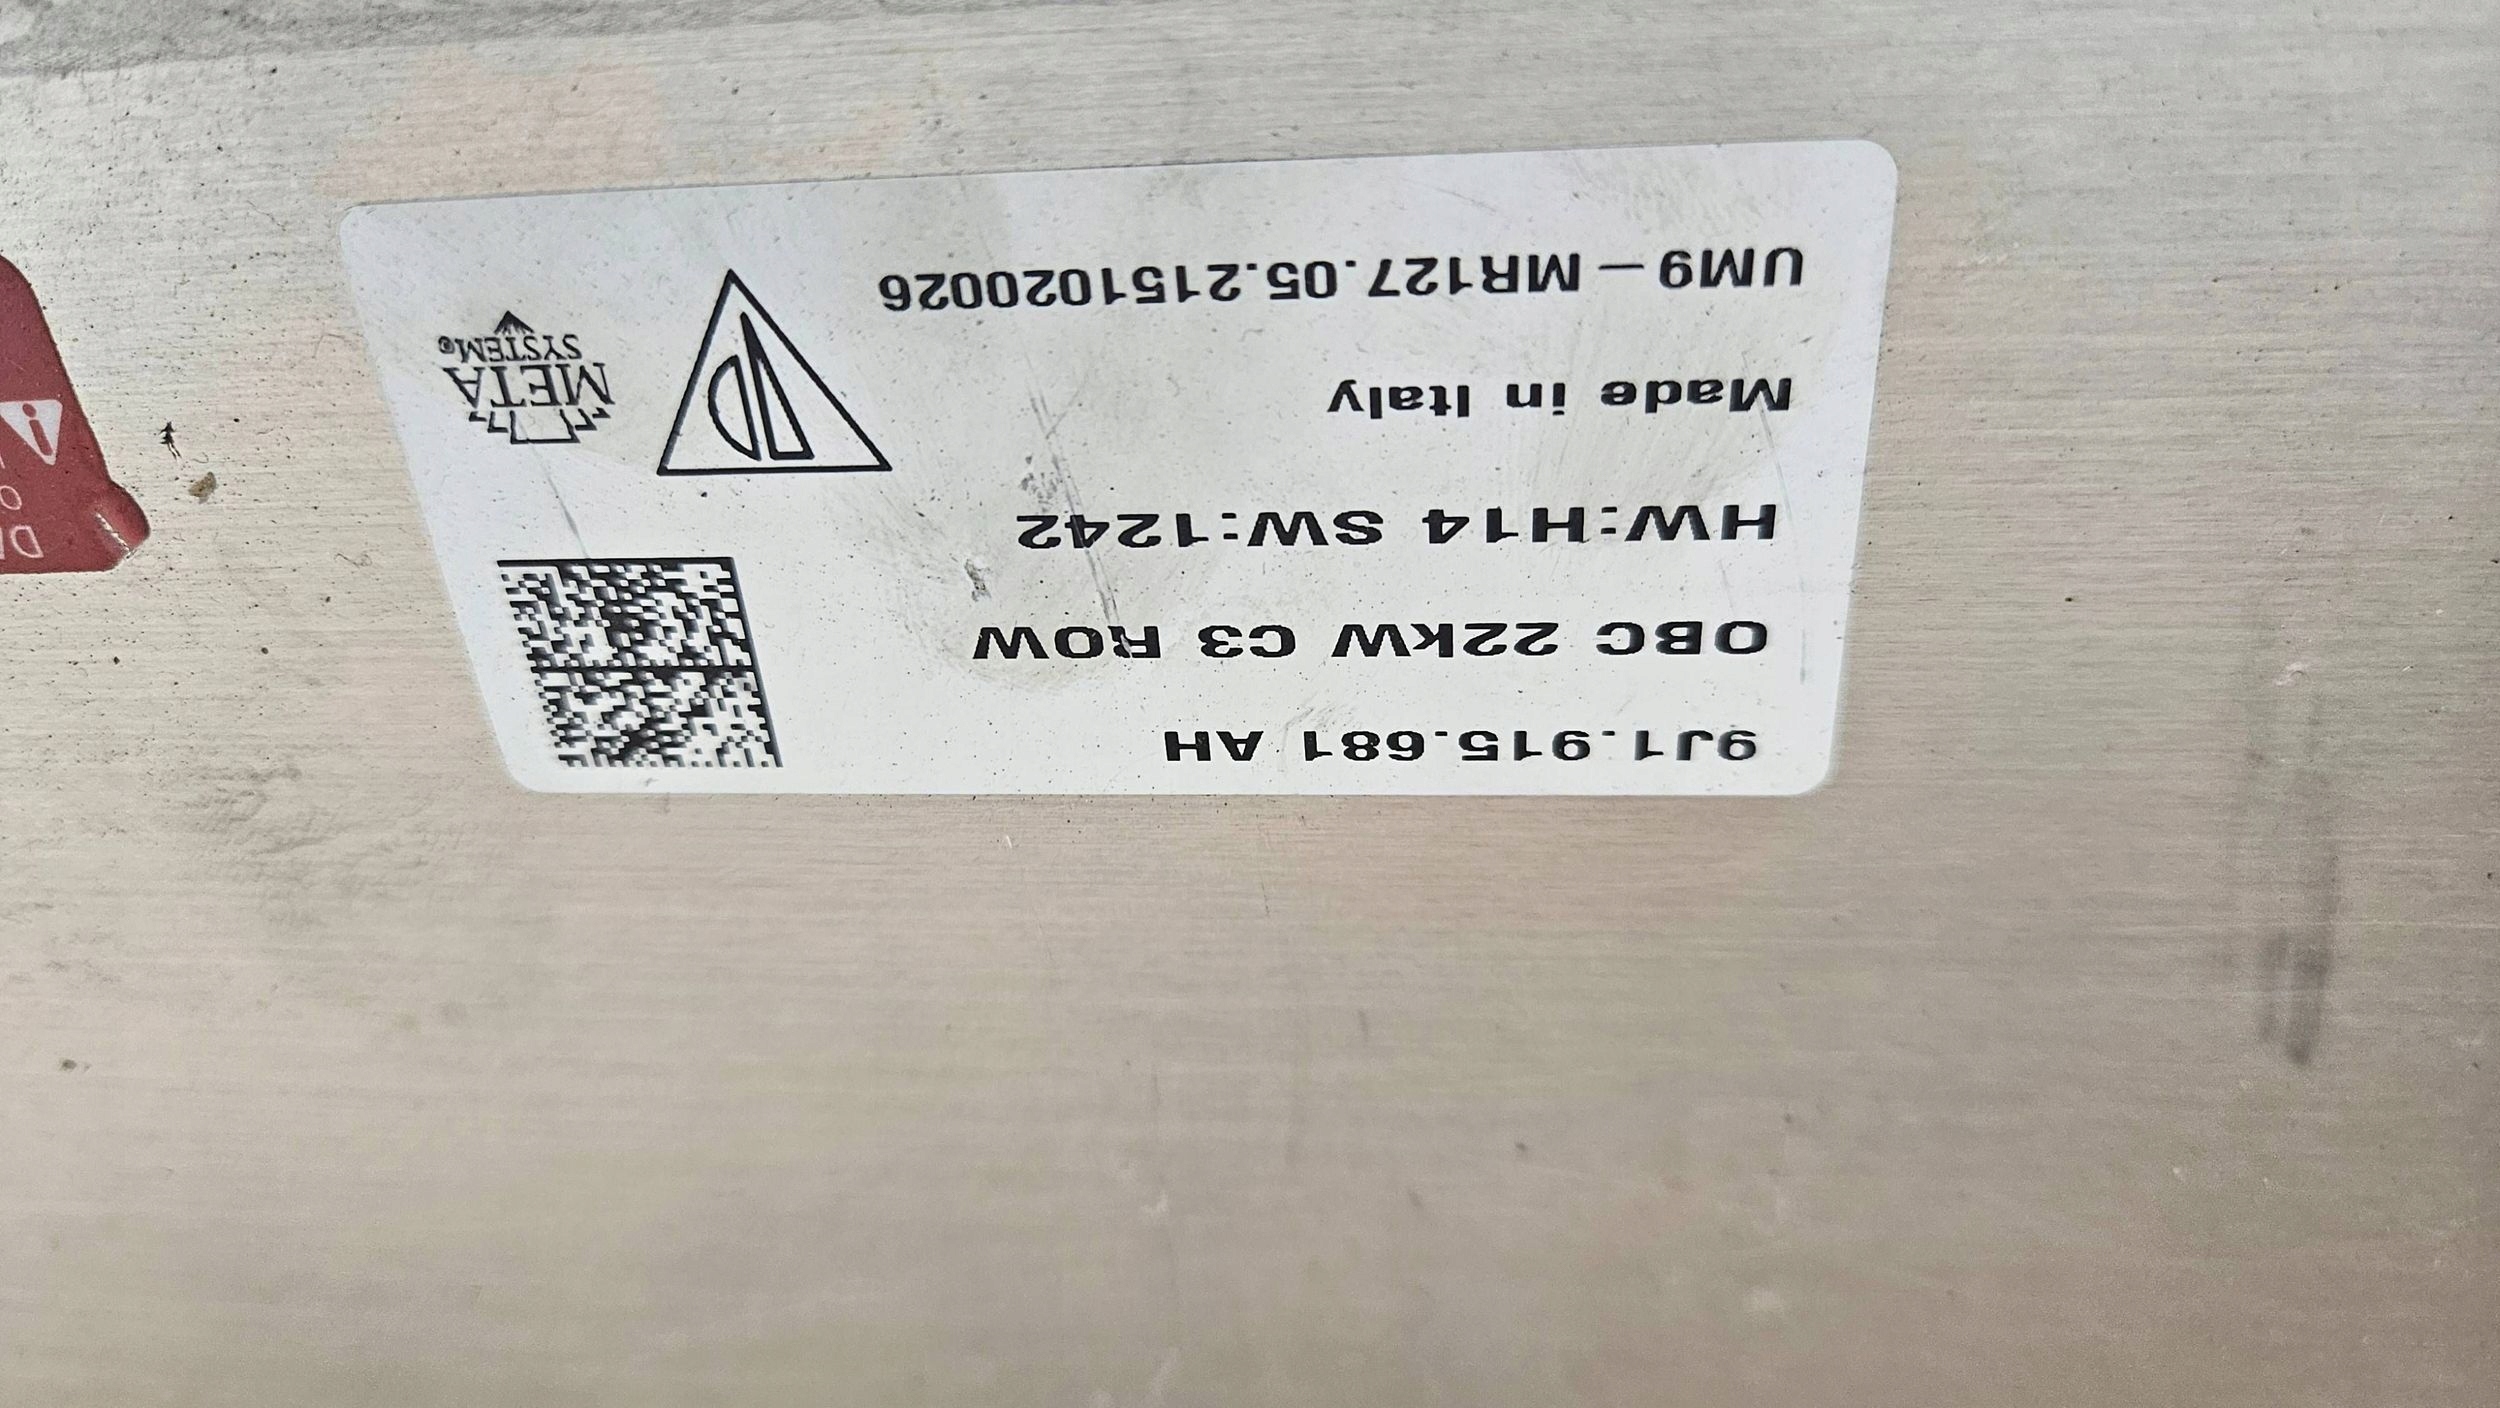 9J1.915.681 AH
OBC 22kW C3 ROW
HW:H14 SW:1242
Made in Italy
UM9 – MR127.05.2151020026
META
SYSTEM®